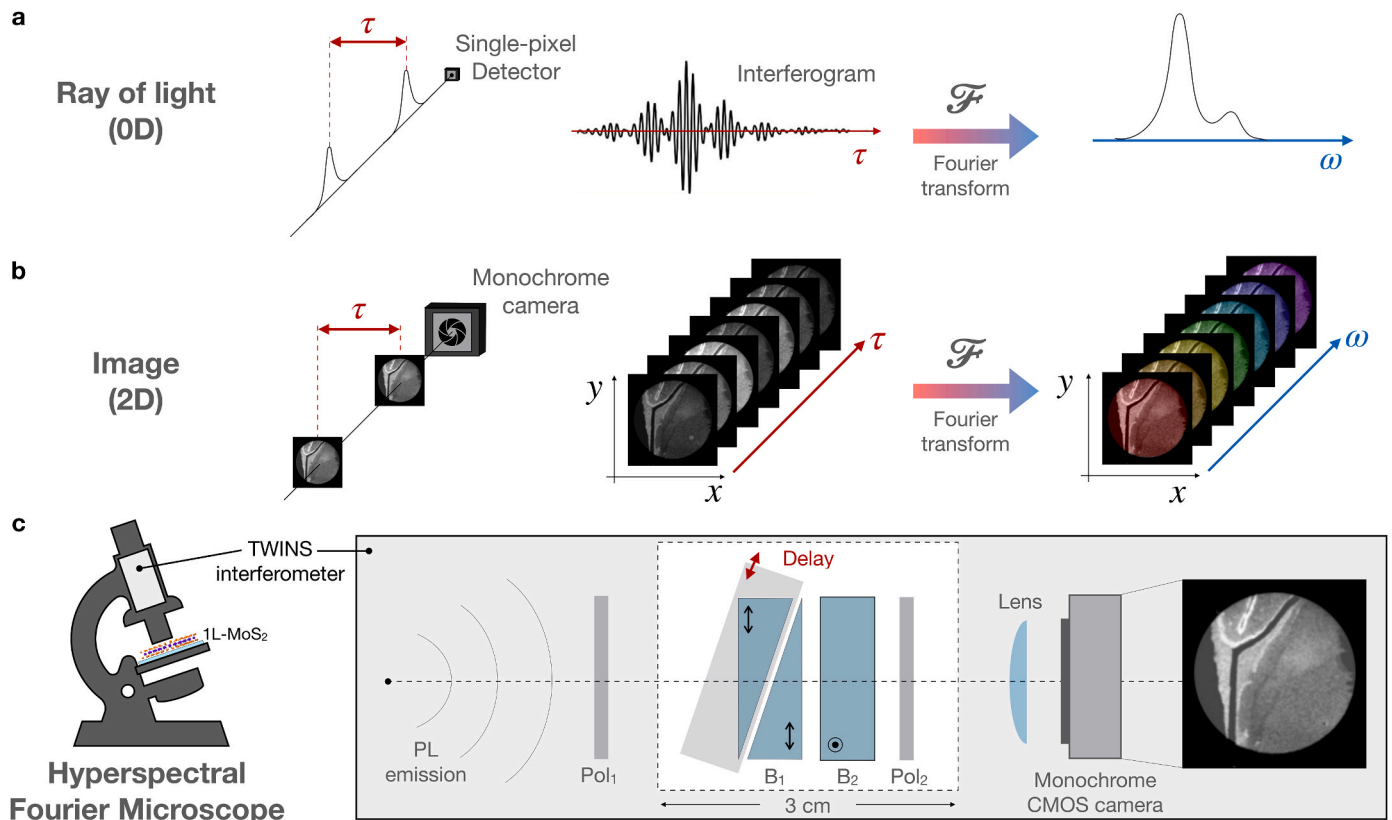 a
Ray of light
(0D)
τ
Single-pixel
Detector
Interferogram
τ
ℱ
Fourier
transform
ω
b
Image
(2D)
τ
Monochrome
camera
y
x
τ
ℱ
Fourier
transform
y
x
ω
c
TWINS
interferometer
1L-MoS₂
Hyperspectral
Fourier Microscope
PL
emission
Pol₁
Delay
B₁
B₂
Pol₂
3 cm
Lens
Monochrome
CMOS camera